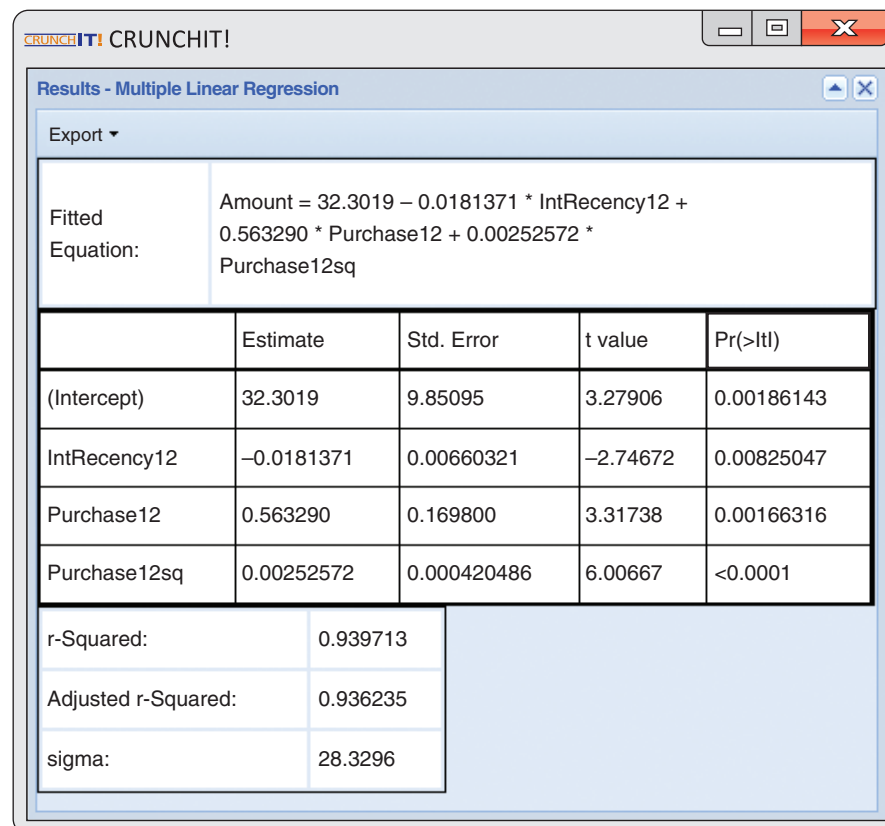 CRUNCHIT! CRUNCHIT!
Results - Multiple Linear Regression
Export
Fitted Equation: Amount = 32.3019 – 0.0181371 * IntRecency12 +
0.563290 * Purchase12 + 0.00252572 *
Purchase12sq
Estimate Std. Error t value Pr(>ItI)
(Intercept) 32.3019 9.85095 3.27906 0.00186143
IntRecency12 –0.0181371 0.00660321 –2.74672 0.00825047
Purchase12 0.563290 0.169800 3.31738 0.00166316
Purchase12sq 0.00252572 0.000420486 6.00667 <0.0001
r-Squared: 0.939713
Adjusted r-Squared: 0.936235
sigma: 28.3296